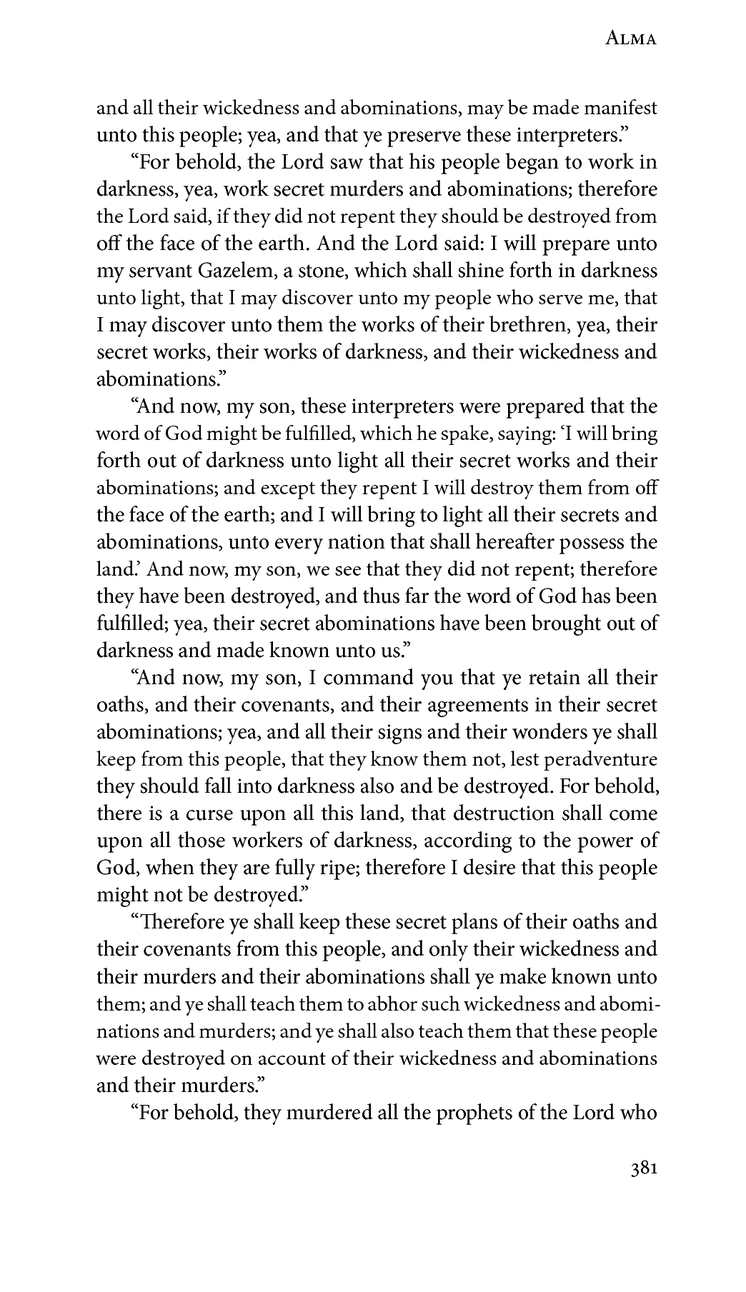 Alma
and all their wickedness and abominations, may be made manifest
unto this people; yea, and that ye preserve these interpreters.”
“For behold, the Lord saw that his people began to work in
darkness, yea, work secret murders and abominations; therefore
the Lord said, if they did not repent they should be destroyed from
off the face of the earth. And the Lord said: I will prepare unto
my servant Gazelem, a stone, which shall shine forth in darkness
unto light, that I may discover unto my people who serve me, that
I may discover unto them the works of their brethren, yea, their
secret works, their works of darkness, and their wickedness and
abominations.”
“And now, my son, these interpreters were prepared that the
word of God might be fulfilled, which he spake, saying: ‘I will bring
forth out of darkness unto light all their secret works and their
abominations; and except they repent I will destroy them from off
the face of the earth; and I will bring to light all their secrets and
abominations, unto every nation that shall hereafter possess the
land.’ And now, my son, we see that they did not repent; therefore
they have been destroyed, and thus far the word of God has been
fulfilled; yea, their secret abominations have been brought out of
darkness and made known unto us.”
“And now, my son, I command you that ye retain all their
oaths, and their covenants, and their agreements in their secret
abominations; yea, and all their signs and their wonders ye shall
keep from this people, that they know them not, lest peradventure
they should fall into darkness also and be destroyed. For behold,
there is a curse upon all this land, that destruction shall come
upon all those workers of darkness, according to the power of
God, when they are fully ripe; therefore I desire that this people
might not be destroyed.”
“Therefore ye shall keep these secret plans of their oaths and
their covenants from this people, and only their wickedness and
their murders and their abominations shall ye make known unto
them; and ye shall teach them to abhor such wickedness and abomi-
nations and murders; and ye shall also teach them that these people
were destroyed on account of their wickedness and abominations
and their murders.”
“For behold, they murdered all the prophets of the Lord who
381